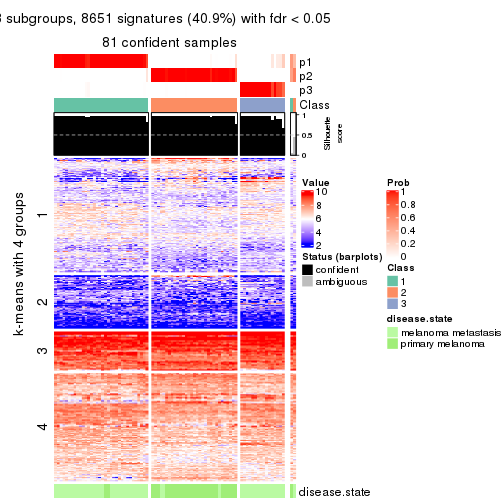 3 subgroups, 8651 signatures (40.9%) with fdr < 0.05
81 confident samples
p1
p2
p3
Class
1
0.5
0
Silhouette
score
k-means with 4 groups
1
2
3
4
Value
10
8
6
4
2
Status (barplots)
confident
ambiguous
Prob
1
0.8
0.6
0.4
0.2
0
Class
1
2
3
disease.state
melanoma metastasis
primary melanoma
disease.state